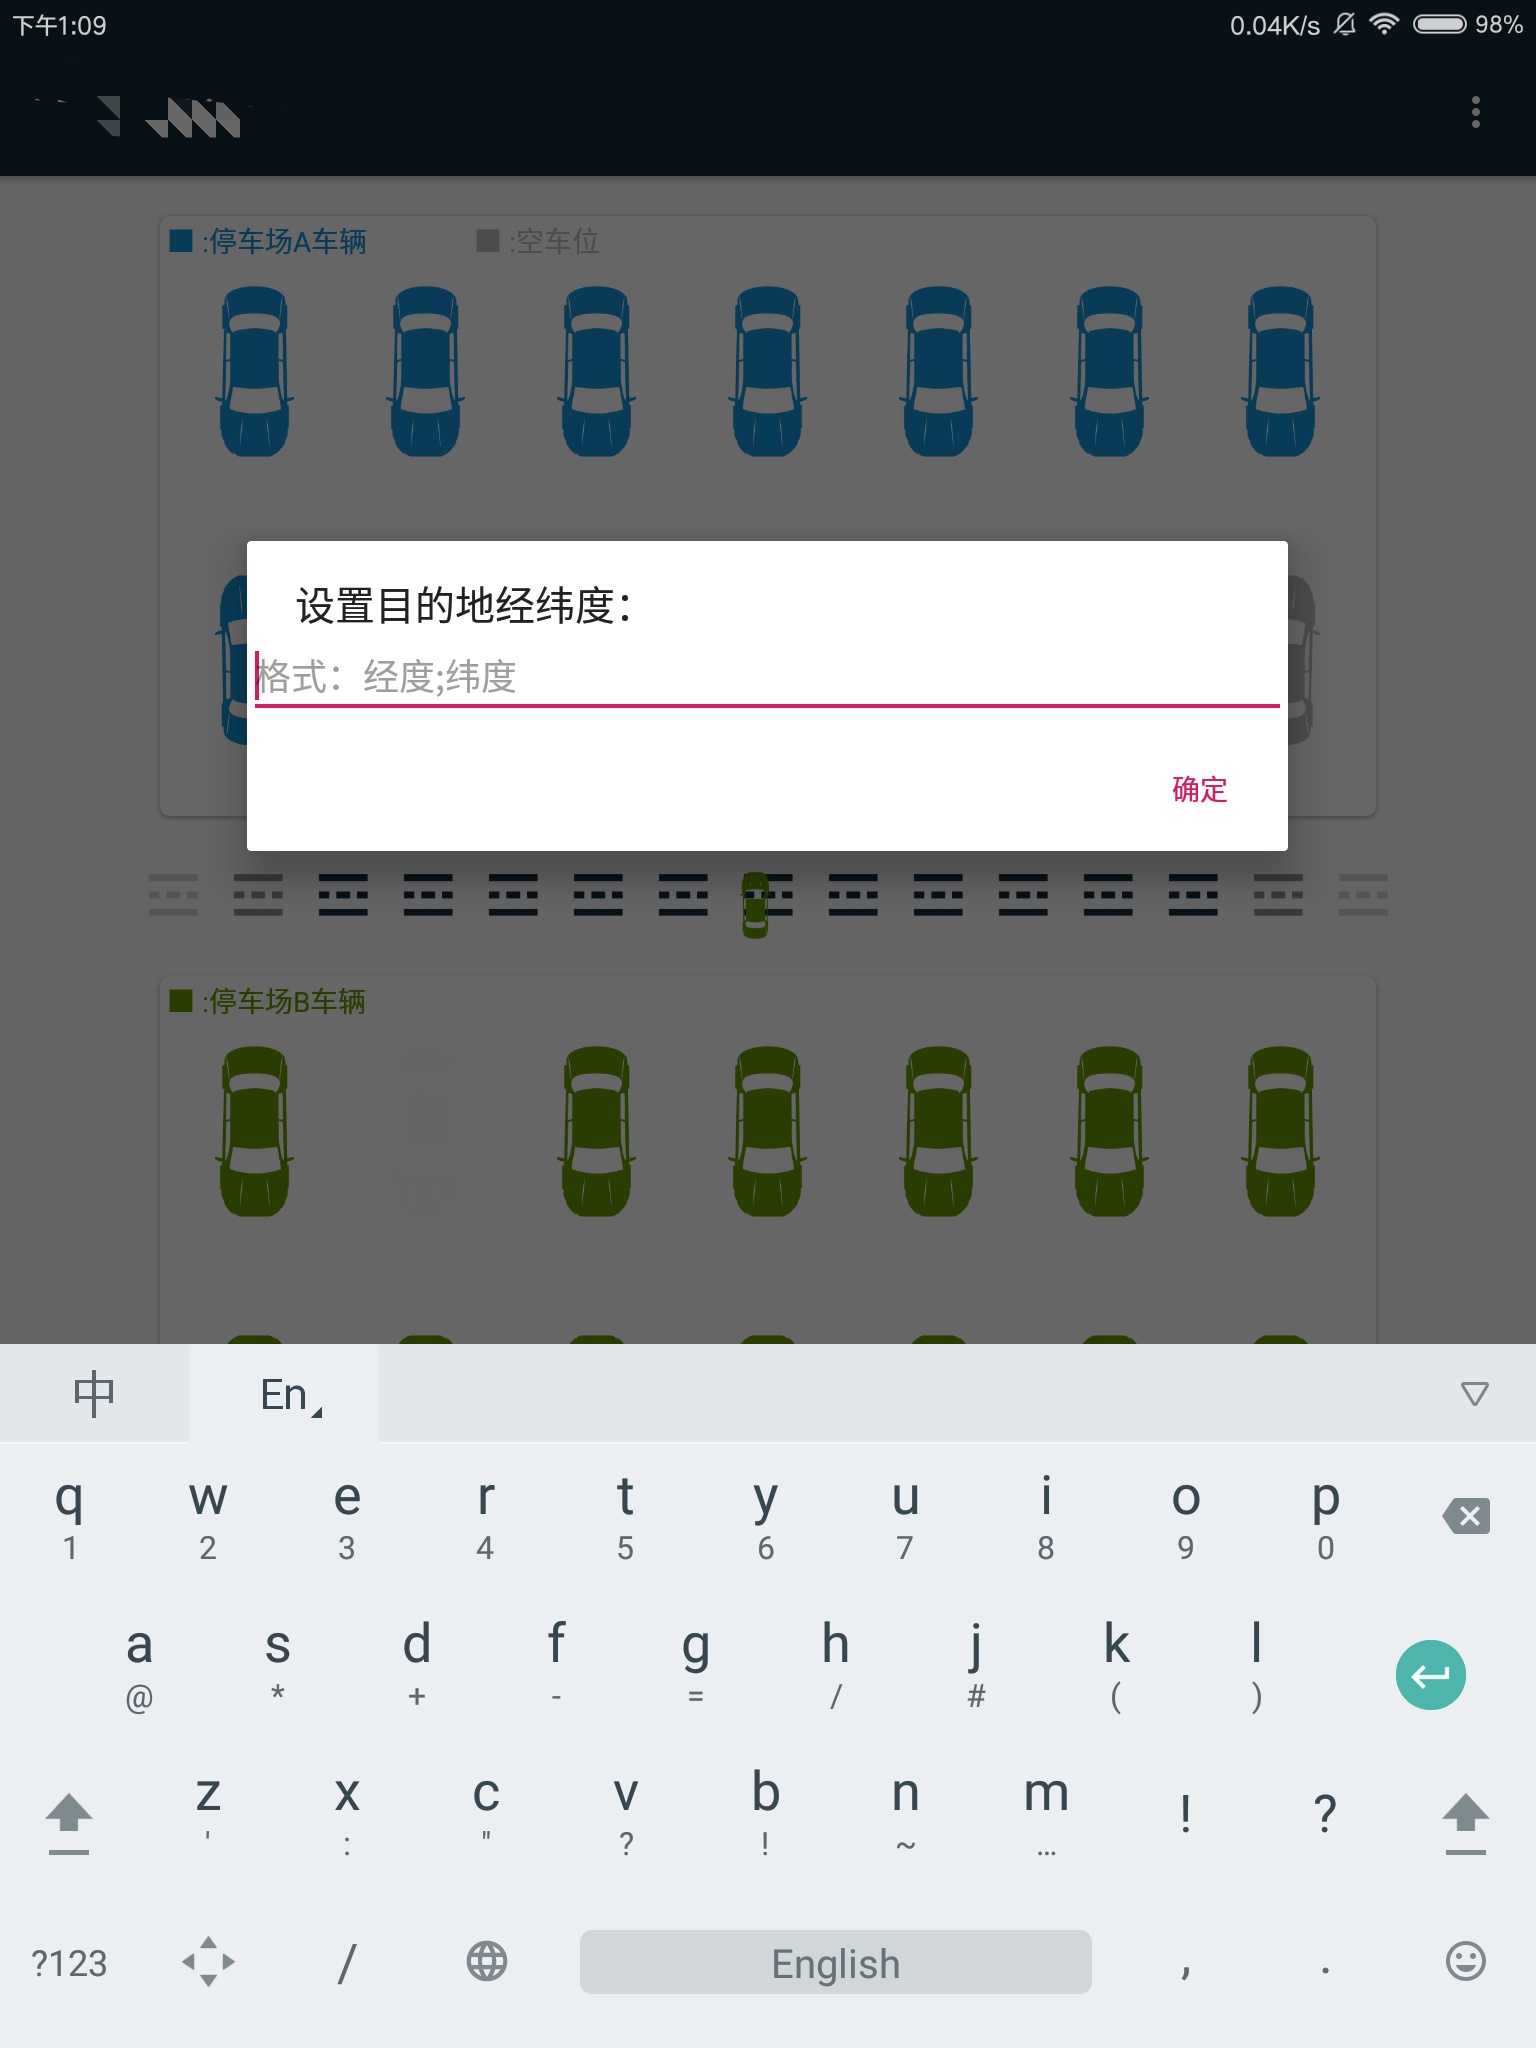 下午1:09
0.04K/s 98%
:停车场A车辆 :空车位
设置目的地经纬度：
格式：经度;纬度
确定
:停车场B车辆
中 En
q w e r t y u i o p
1 2 3 4 5 6 7 8 9 0
a s d f g h j k l
@ * + - = / # ( )
z x c v b n m ! ?
' : " ? ! ~ …
?123 / English , .